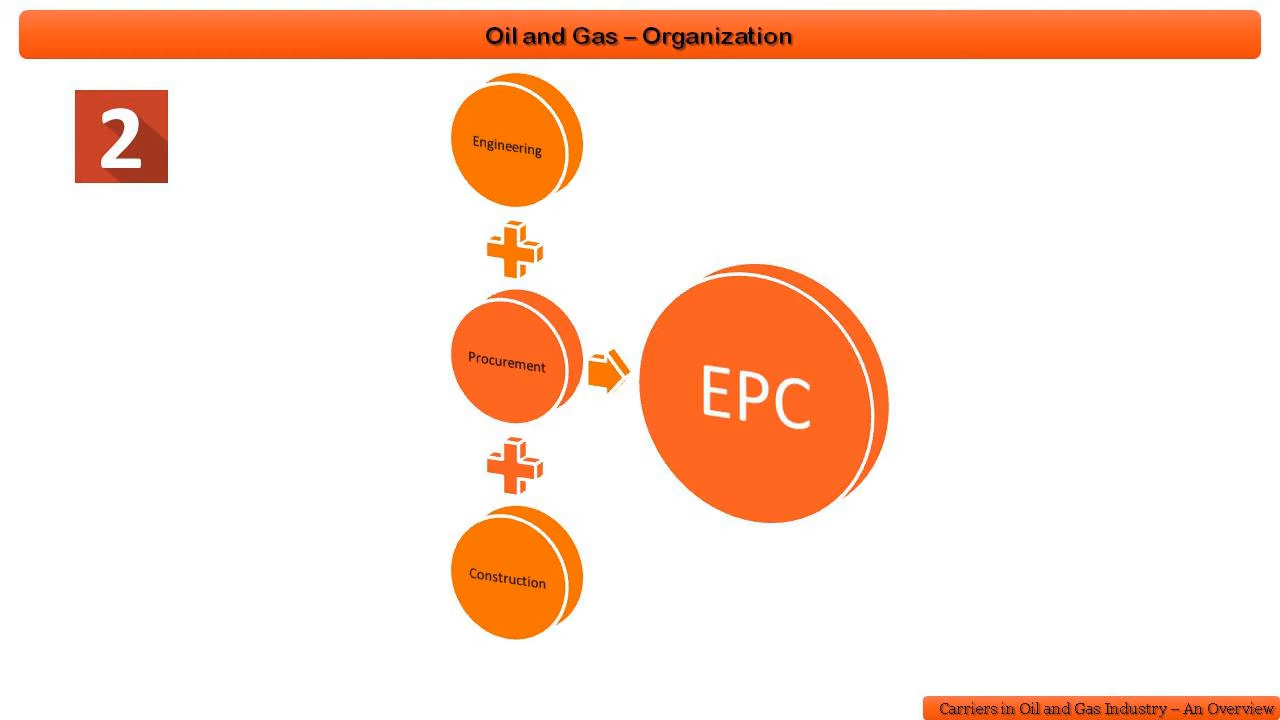 Oil and Gas – Organization
2
Engineering
Procurement
EPC
Construction
Carriers in Oil and Gas Industry – An Overview